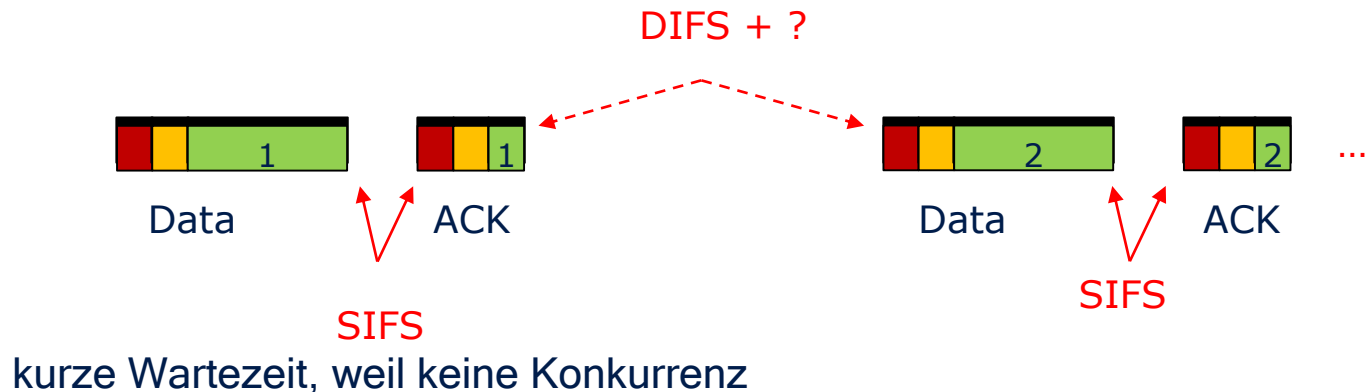 DIFS + ?
1 1 2 2 ...
Data ACK Data ACK
SIFS
SIFS
kurze Wartezeit, weil keine Konkurrenz